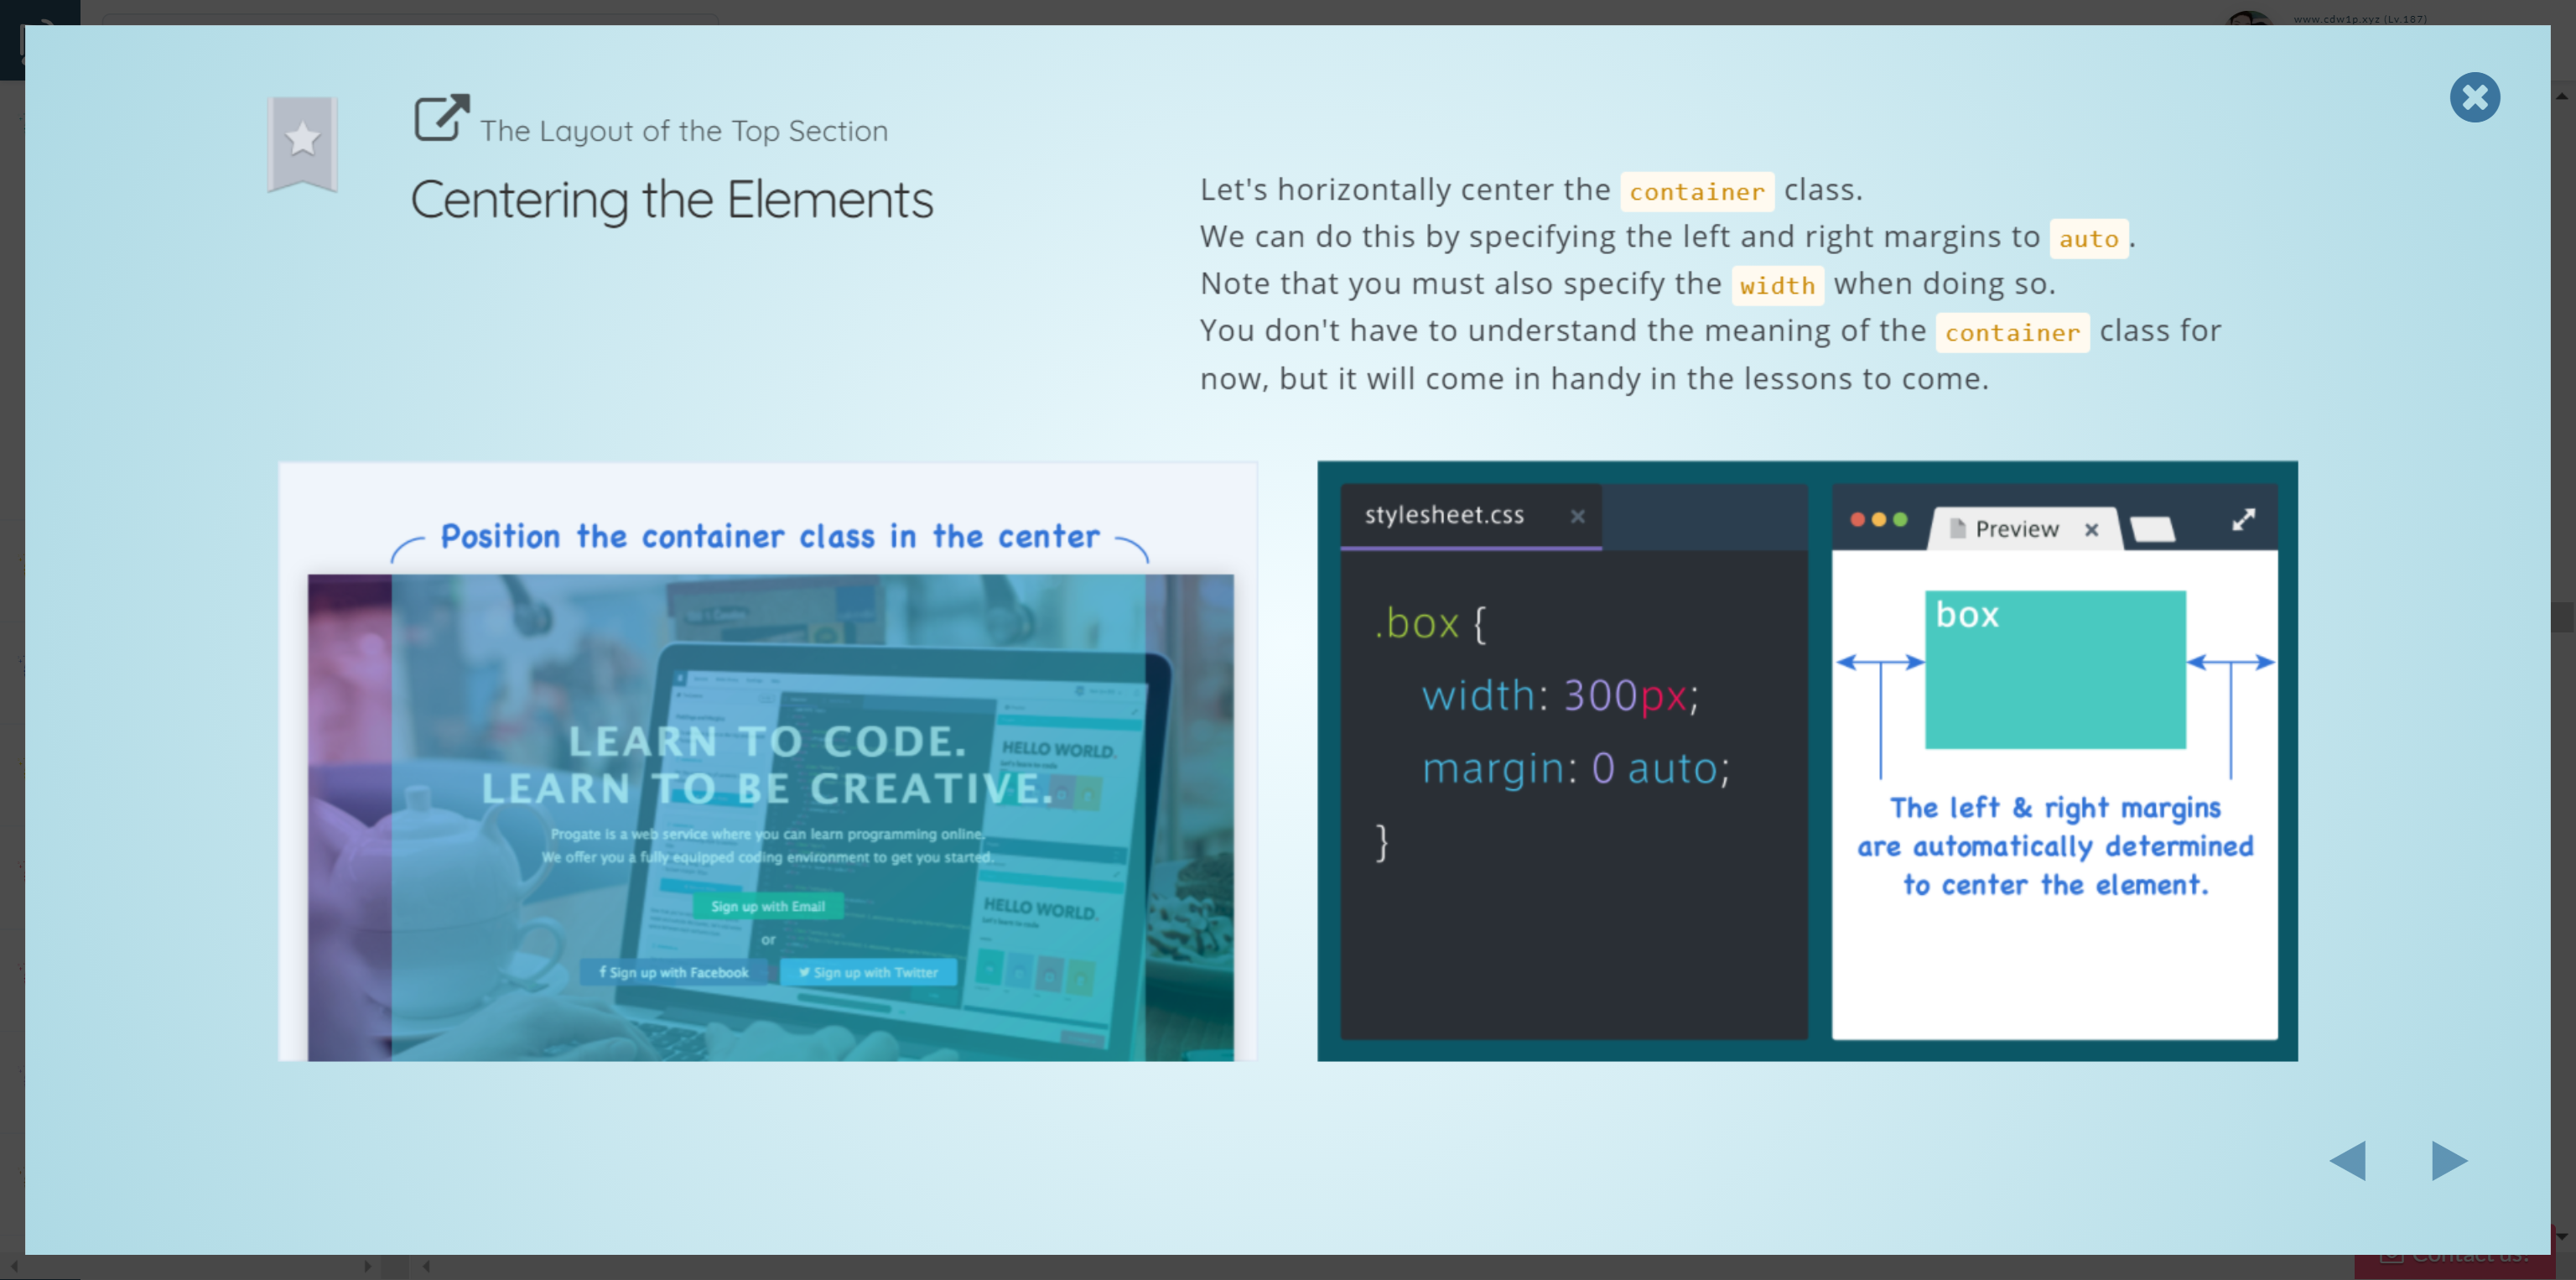 www.cdw1p.xyz (Lv.187)
The Layout of the Top Section
Centering the Elements
Let's horizontally center the container class.
We can do this by specifying the left and right margins to auto.
Note that you must also specify the width when doing so.
You don't have to understand the meaning of the container class for
now, but it will come in handy in the lessons to come.
Position the container class in the center
LEARN TO CODE.
LEARN TO BE CREATIVE.
HELLO WORLD.
Progate is a web service where you can learn programming online.
We offer you a fully equipped coding environment to get you started.
Sign up with Email
HELLO WORLD.
or
f Sign up with Facebook
Sign up with Twitter
stylesheet.css
.box {
width: 300px;
margin: 0 auto;
}
Preview
box
The left & right margins
are automatically determined
to center the element.
Contact us!